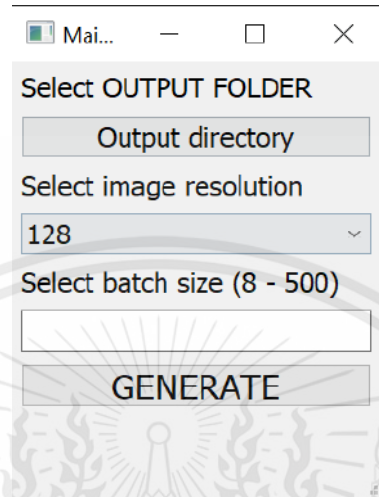 Mai...
Select OUTPUT FOLDER
Output directory
Select image resolution
128
Select batch size (8 - 500)
GENERATE